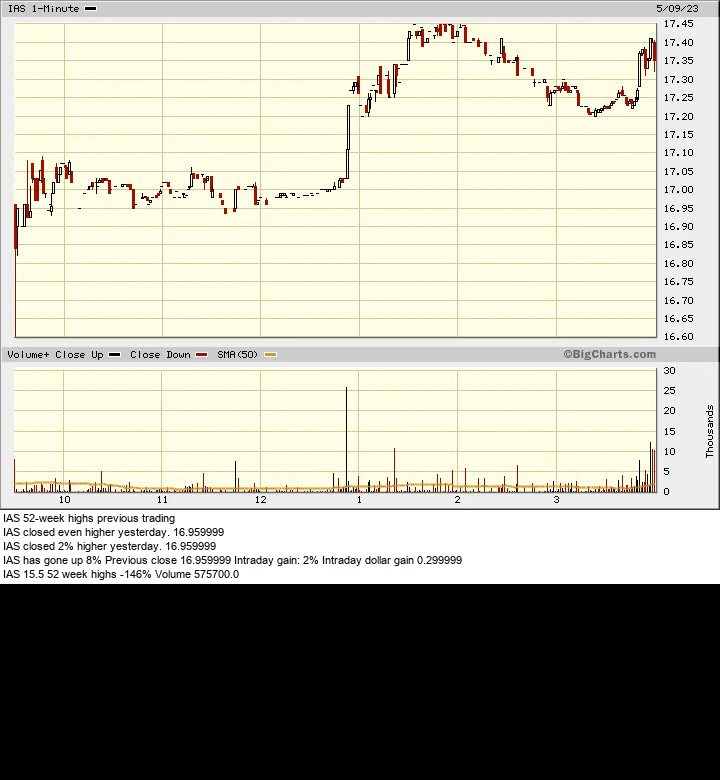 IAS 1-Minute 5/09/23
17.45
17.40
17.35
17.30
17.25
17.20
17.15
17.10
17.05
17.00
16.95
16.90
16.85
16.80
16.75
16.70
16.65
16.60
Volume+ Close Up Close Down SMA(50) ©BigCharts.com
30
25
20
15
10
5
0
Thousands
10 11 12 1 2 3
IAS 52-week highs previous trading
IAS closed even higher yesterday. 16.959999
IAS closed 2% higher yesterday. 16.959999
IAS has gone up 8% Previous close 16.959999 Intraday gain: 2% Intraday dollar gain 0.299999
IAS 15.5 52 week highs -146% Volume 575700.0